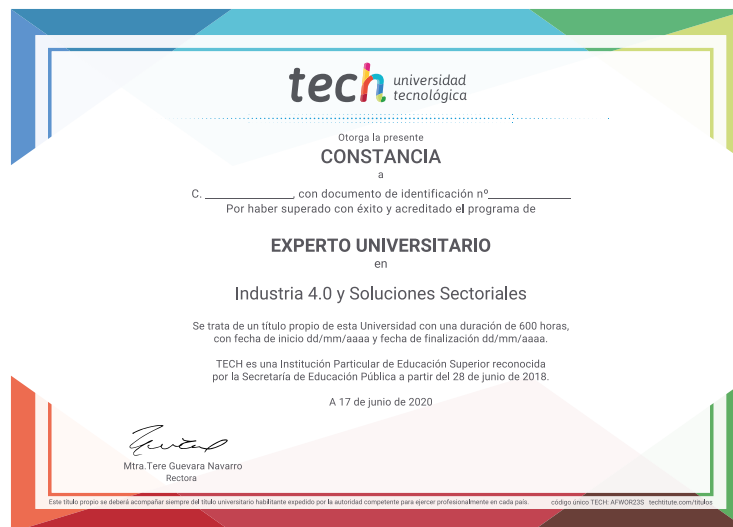 tech universidad
tecnológica
Otorga la presente
CONSTANCIA
a
C. ______________, con documento de identificación nº______________
Por haber superado con éxito y acreditado el programa de
EXPERTO UNIVERSITARIO
en
Industria 4.0 y Soluciones Sectoriales
Se trata de un título propio de esta Universidad con una duración de 600 horas,
con fecha de inicio dd/mm/aaaa y fecha de finalización dd/mm/aaaa.
TECH es una Institución Particular de Educación Superior reconocida
por la Secretaría de Educación Pública a partir del 28 de junio de 2018.
A 17 de junio de 2020
Mtra.Tere Guevara Navarro
Rectora
Este título propio se deberá acompañar siempre del título universitario habilitante expedido por la autoridad competente para ejercer profesionalmente en cada país. código único TECH: AFWOR23S techtitute.com/títulos